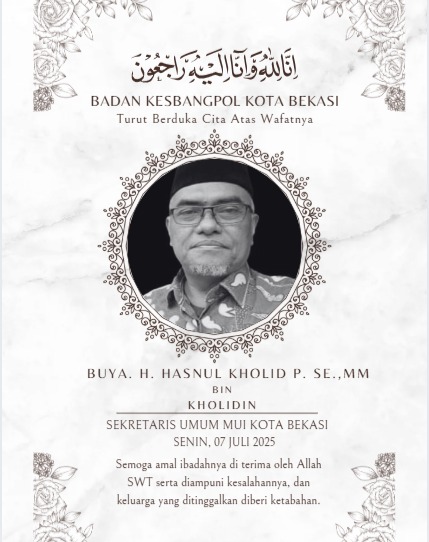 إِنَّا لِلَّهِ وَإِنَّا إِلَيْهِ رَاجِعُونَ
BADAN KESBANGPOL KOTA BEKASI
Turut Berduka Cita Atas Wafatnya
BUYA. H. HASNUL KHOLID P. SE.,MM
BIN
KHOLIDIN
SEKRETARIS UMUM MUI KOTA BEKASI
SENIN, 07 JULI 2025
Semoga amal ibadahnya di terima oleh Allah
SWT serta diampuni kesalahannya, dan
keluarga yang ditinggalkan diberi ketabahan.